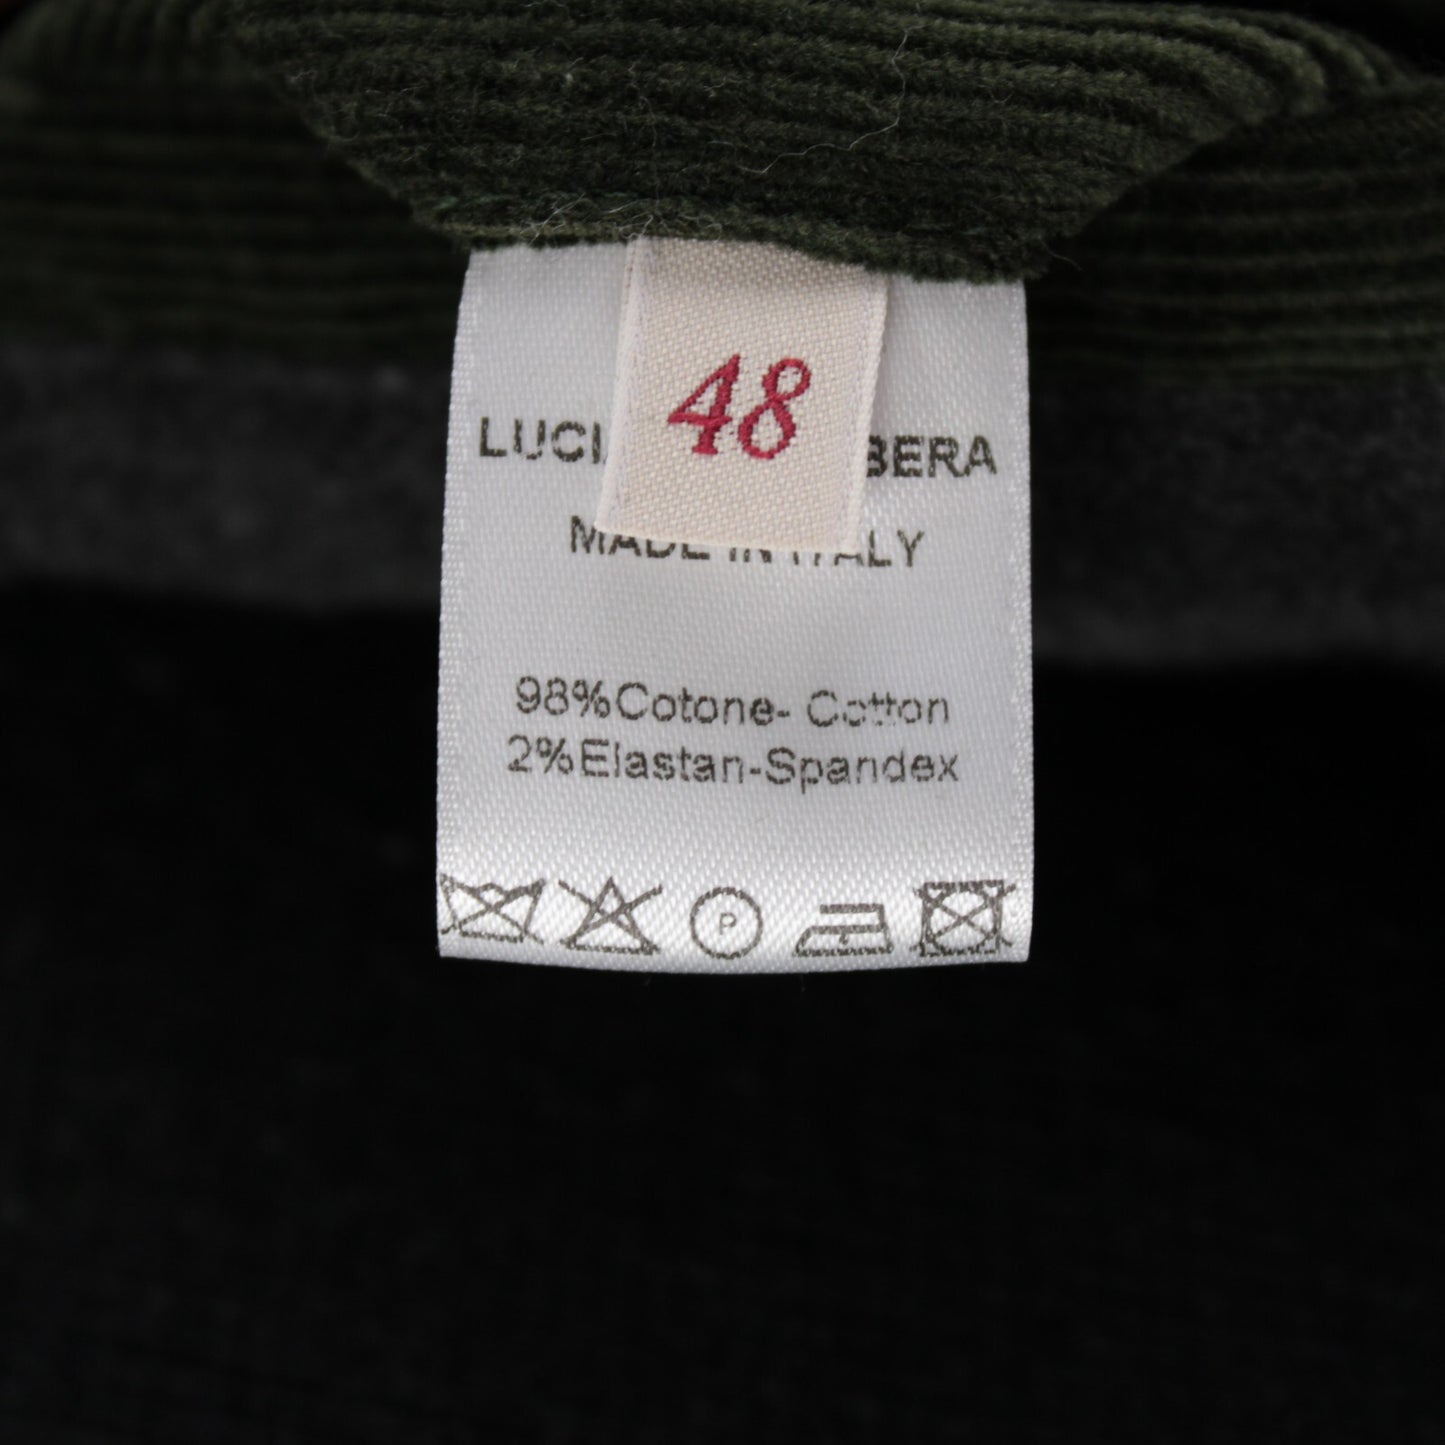 48
LUCI BERA
MADE IN ITALY
98%Cotone- Cotton
2%Elastan-Spandex
P